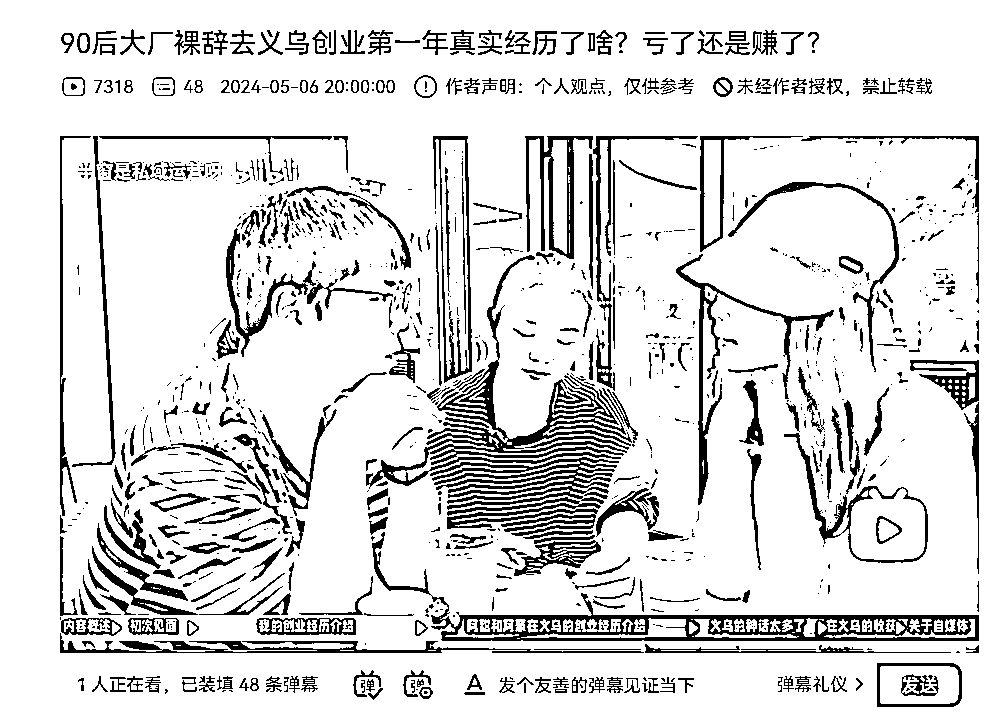 90后大厂裸辞去义乌创业第一年真实经历了啥？亏了还是赚了？
7318 48 2024-05-06 20:00:00 作者声明：个人观点，仅供参考 未经作者授权，禁止转载
窗是私域运营呀
内容概述 初次见面 我的创业经历介绍 在义乌的创业经历介绍 义乌的神话太多了 在义乌的收获 关于自媒体
1 人正在看，已装填 48 条弹幕 弹 弹 A 发个友善的弹幕见证当下 弹幕礼仪 发送